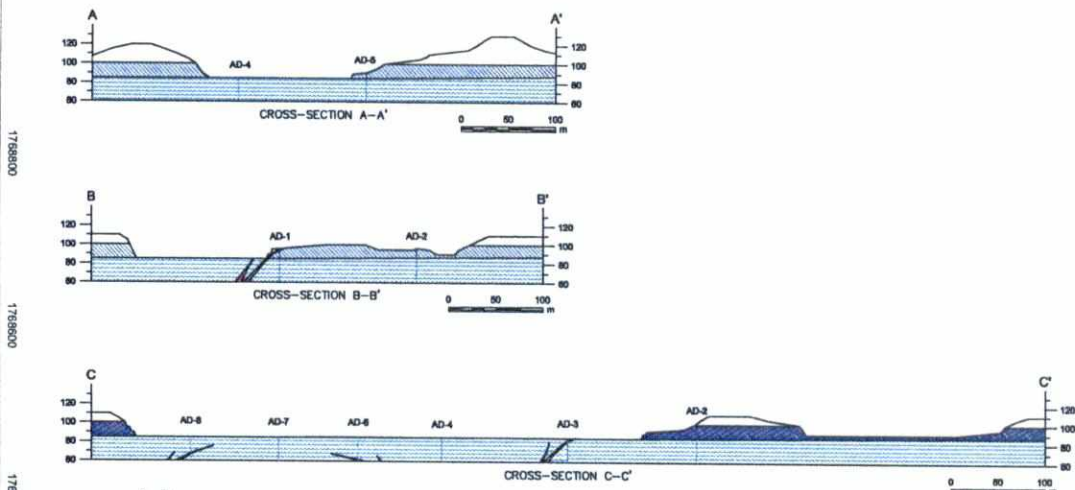 A A'
120 120
100 AD-4 AD-5 100
80 80
60 60
CROSS-SECTION A-A'
0 50 100
m
1768800
B B'
120 120
100 AD-1 AD-2 100
80 80
60 60
CROSS-SECTION B-B'
0 50 100
m
1768600
C C'
120 120
100 AD-8 AD-7 AD-6 AD-4 AD-3 AD-2 100
80 80
60 60
CROSS-SECTION C-C'
0 50 100